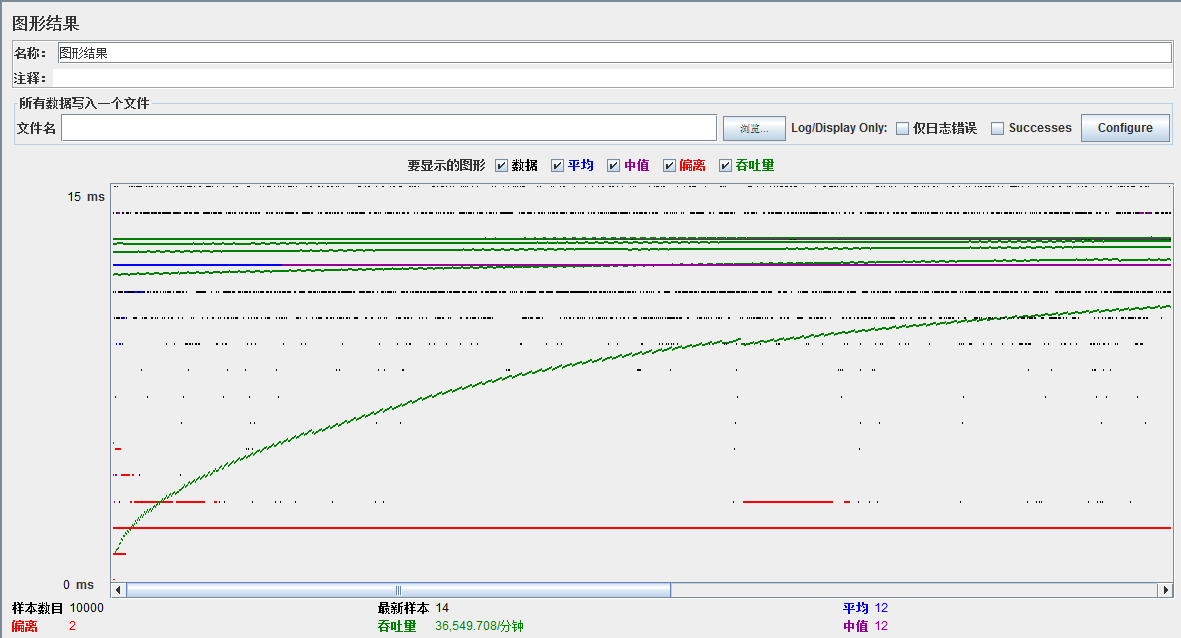 图形结果
名称： 图形结果
注释：
所有数据写入一个文件
文件名 浏览... Log/Display Only: 仅日志错误 Successes Configure
要显示的图形 数据 平均 中值 偏离 吞吐量
15 ms
0 ms
样本数目 10000 最新样本 14 平均 12
偏离 2 吞吐量 36,549.708/分钟 中值 12